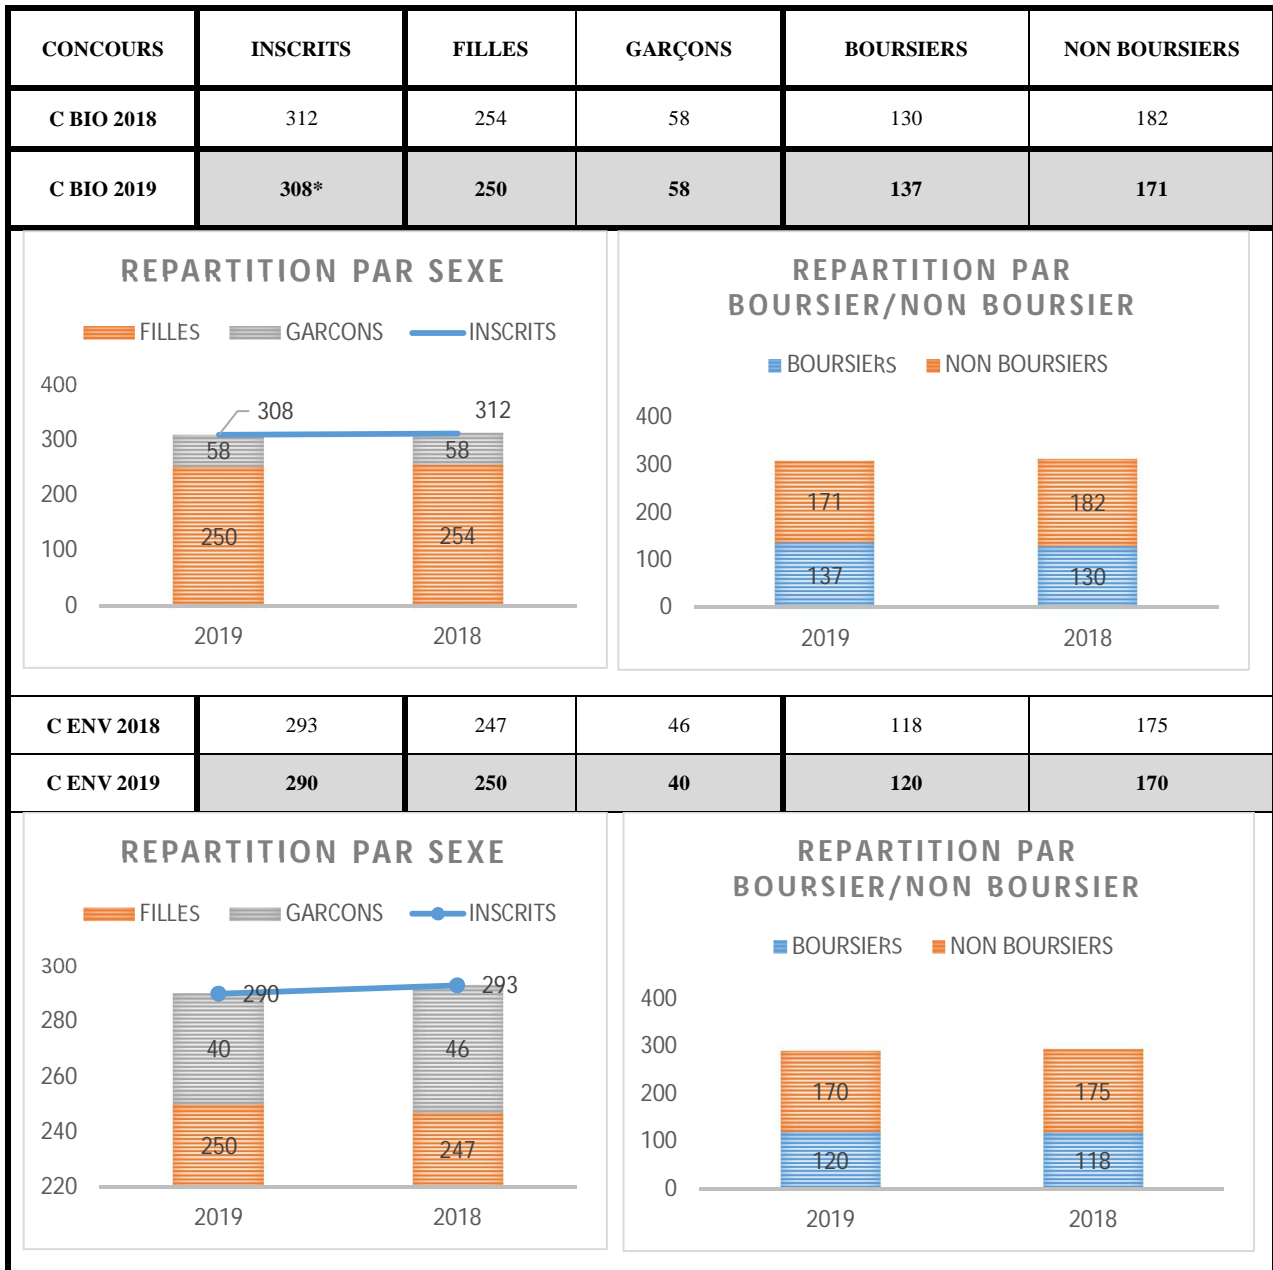 CONCOURS INSCRITS FILLES GARÇONS BOURSIERS NON BOURSIERS
C BIO 2018 312 254 58 130 182
C BIO 2019 308* 250 58 137 171
REPARTITION PAR SEXE
FILLES GARCONS INSCRITS
400
300
200
100
0
308
312
58
58
250
254
2019 2018
REPARTITION PAR
BOURSIER/NON BOURSIER
BOURSIERS NON BOURSIERS
400
300
200
100
0
171
182
137
130
2019 2018
C ENV 2018 293 247 46 118 175
C ENV 2019 290 250 40 120 170
REPARTITION PAR SEXE
FILLES GARCONS INSCRITS
300
280
260
240
220
290
293
40
46
250
247
2019 2018
REPARTITION PAR
BOURSIER/NON BOURSIER
BOURSIERS NON BOURSIERS
400
300
200
100
0
170
175
120
118
2019 2018